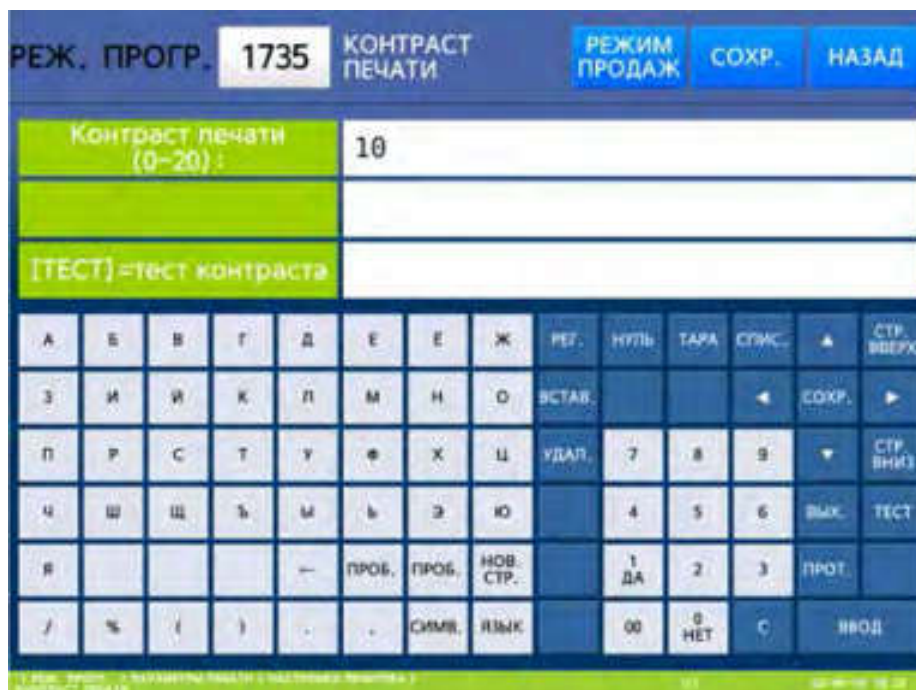 РЕЖ. ПРОГР. 1735 КОНТРАСТ ПЕЧАТИ РЕЖИМ ПРОДАЖ СОХР. НАЗАД
Контраст печати
(0-20): 10
[ТЕСТ]=тест контраста
А Б В Г Д Е Ё Ж РЕГ. НУЛЬ ТАРА СПИС. ▲ СТР. ВВЕРХ
З И Й К Л М Н О ВСТАВ. ◄ СОХР. ►
П Р С Т У Ф Х Ц УДАЛ. 7 8 9 ▼ СТР. ВНИЗ
Ч Ш Щ Ъ Ы Ь Э Ю 4 5 6 ВЫХ. ТЕСТ
Я ← ПРОБ. ПРОБ. НОВ. СТР. 1 ДА 2 3 ПРОТ.
/ % ( ) . СИМВ. ЯЗЫК 00 0 НЕТ C ВВОД
КОНТРАСТ ПЕЧАТИ